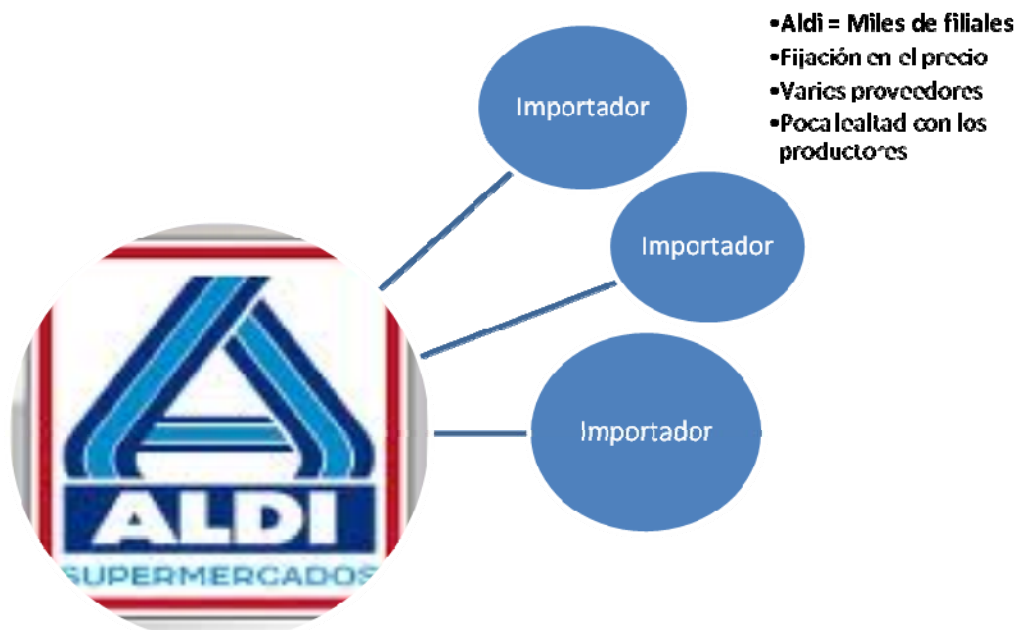 •Aldi = Miles de filiales
•Fijación en el precio
•Varios proveedores
•Poca lealtad con los
productores
Importador
Importador
Importador
ALDI
SUPERMERCADOS